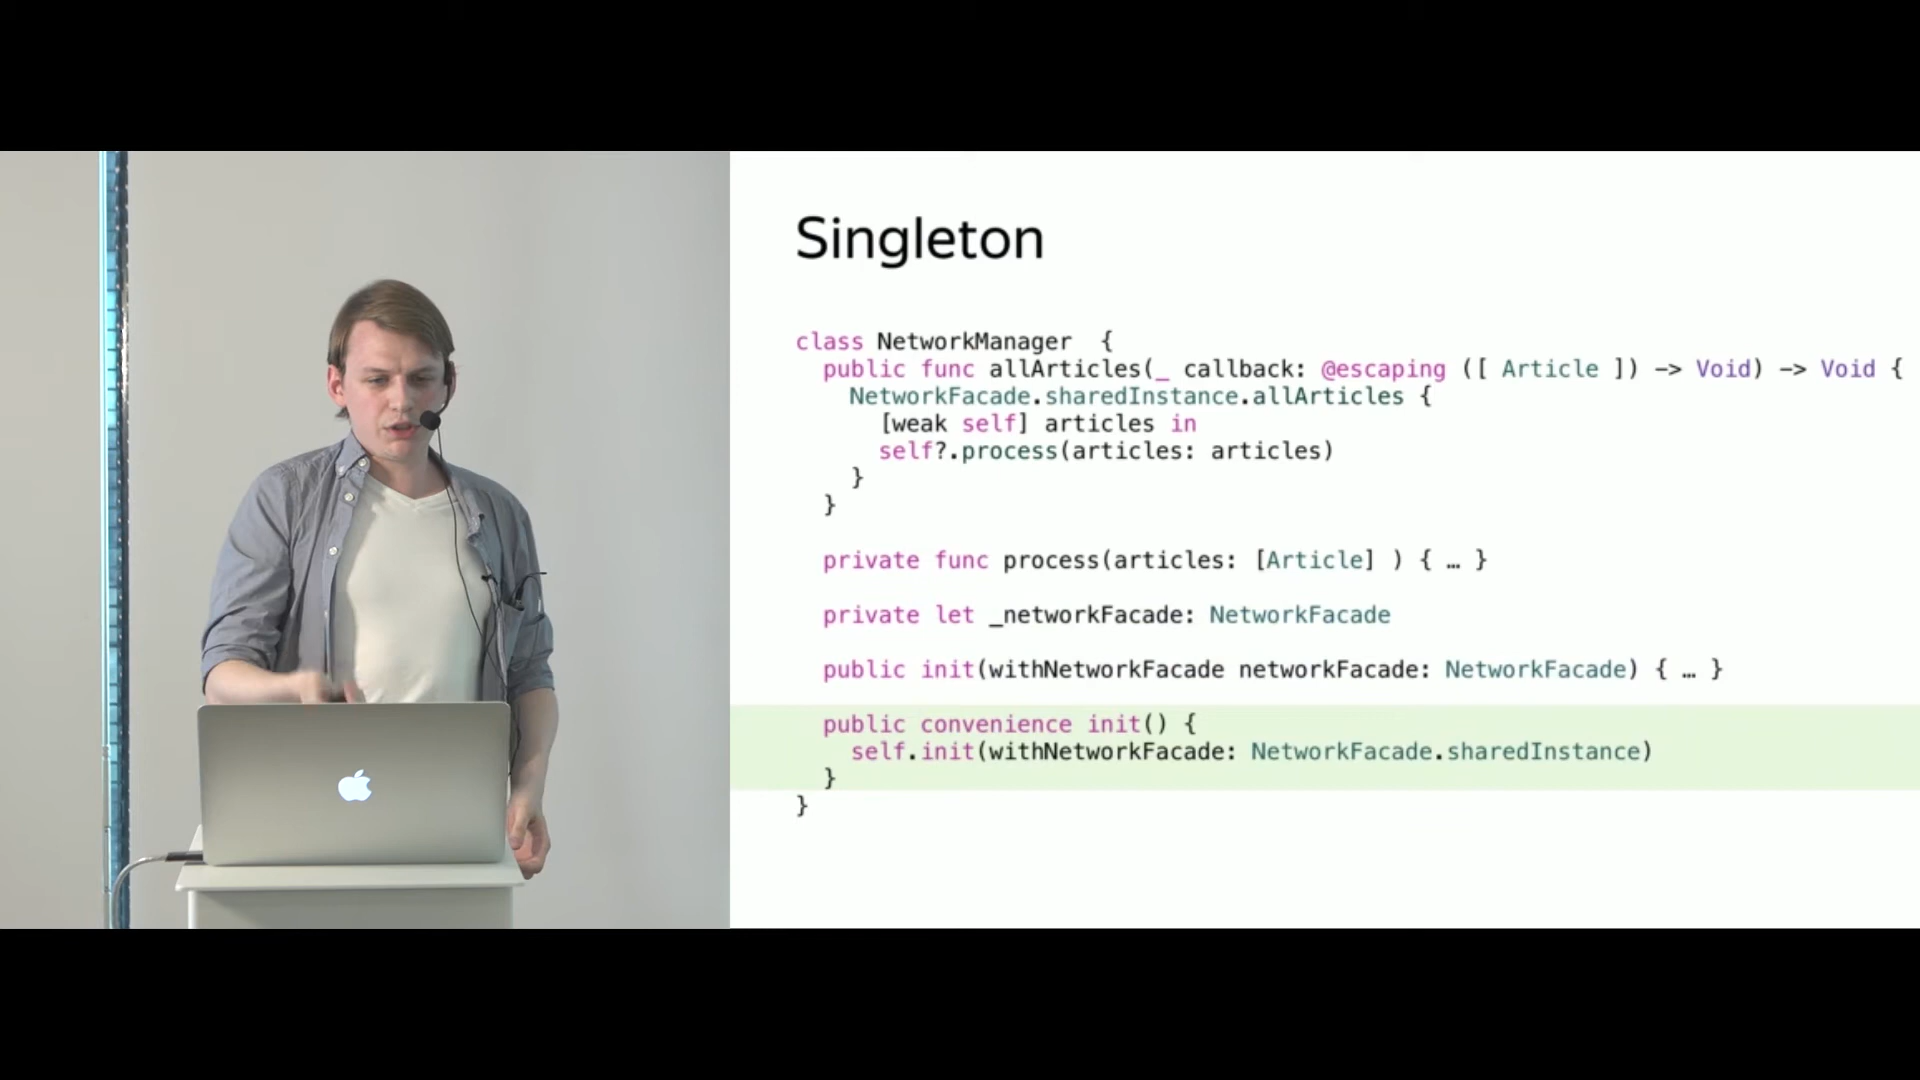 Singleton
class NetworkManager  {
  public func allArticles(_ callback: @escaping ([ Article ]) -> Void) -> Void {
    NetworkFacade.sharedInstance.allArticles {
      [weak self] articles in
      self?.process(articles: articles)
    }
  }
  private func process(articles: [Article] ) { … }
  private let _networkFacade: NetworkFacade
  public init(withNetworkFacade networkFacade: NetworkFacade) { … }
  public convenience init() {
    self.init(withNetworkFacade: NetworkFacade.sharedInstance)
  }
}